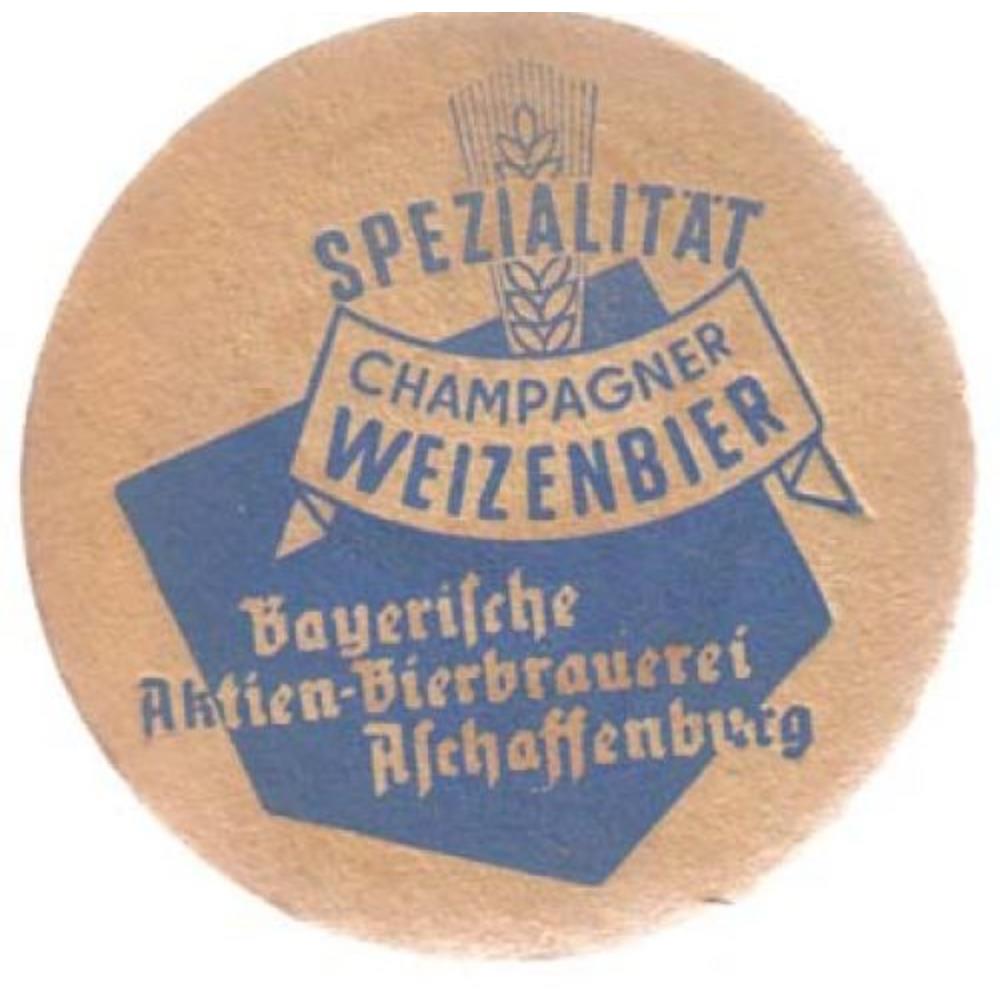 SPEZIALITÄT
CHAMPAGNER
WEIZENBIER
Bayeriſche
Aktien-Bierbrauerei
Aſchaffenburg